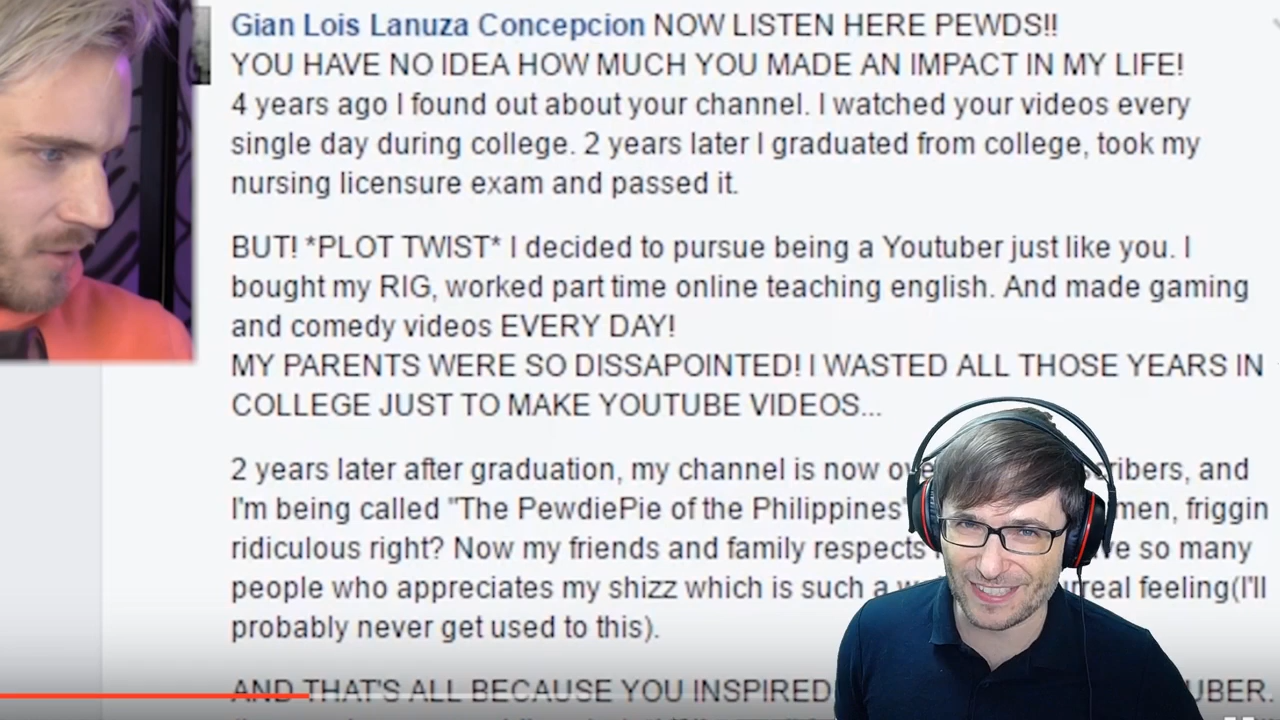 Gian Lois Lanuza Concepcion NOW LISTEN HERE PEWDS!!
YOU HAVE NO IDEA HOW MUCH YOU MADE AN IMPACT IN MY LIFE!
4 years ago I found out about your channel. I watched your videos every
single day during college. 2 years later I graduated from college, took my
nursing licensure exam and passed it.
BUT! *PLOT TWIST* I decided to pursue being a Youtuber just like you. I
bought my RIG, worked part time online teaching english. And made gaming
and comedy videos EVERY DAY!
MY PARENTS WERE SO DISSAPOINTED! I WASTED ALL THOSE YEARS IN
COLLEGE JUST TO MAKE YOUTUBE VIDEOS...
2 years later after graduation, my channel is now and
I'm being called "The PewdiePie of the Philippines" men, friggin
ridiculous right? Now my friends and family respects so many
people who appreciates my shizz which is such a feeling(I'll
probably never get used to this).
AND THAT'S ALL BECAUSE YOU INSPIRED